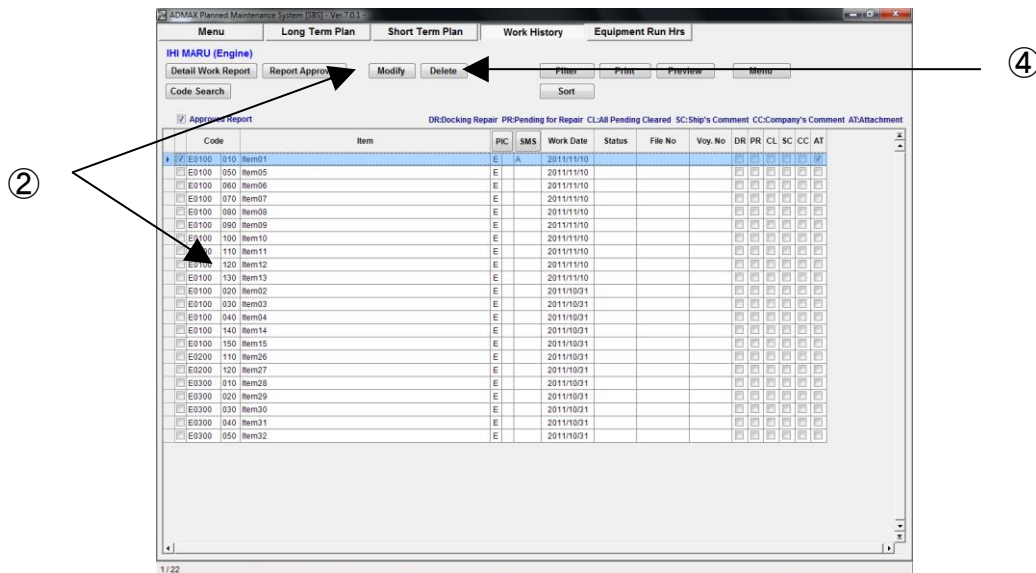 ADMAX Planned Maintenance System [SBS] - Ver.7.0.1 -
Menu Long Term Plan Short Term Plan Work History Equipment Run Hrs
IHI MARU (Engine)
④
Detail Work Report Report Approv Modify Delete Filter Print Preview Menu
Code Search Sort
Approved Report DR:Docking Repair PR:Pending for Repair CL:All Pending Cleared SC:Ship's Comment CC:Company's Comment AT:Attachment
Code Item PIC SMS Work Date Status File No Voy. No DR PR CL SC CC AT
E0100 010 Item01 E A 2011/11/10
②
E0100 050 Item05 E 2011/11/10
E0100 060 Item06 E 2011/11/10
E0100 070 Item07 E 2011/11/10
E0100 080 Item08 E 2011/11/10
E0100 090 Item09 E 2011/11/10
E0100 100 Item10 E 2011/11/10
110 Item11 E 2011/11/10
E0100 120 Item12 E 2011/11/10
E0100 130 Item13 E 2011/11/10
E0100 020 Item02 E 2011/10/31
E0100 030 Item03 E 2011/10/31
E0100 040 Item04 E 2011/10/31
E0100 140 Item14 E 2011/10/31
E0100 150 Item15 E 2011/10/31
E0200 110 Item26 E 2011/10/31
E0200 120 Item27 E 2011/10/31
E0300 010 Item28 E 2011/10/31
E0300 020 Item29 E 2011/10/31
E0300 030 Item30 E 2011/10/31
E0300 040 Item31 E 2011/10/31
E0300 050 Item32 E 2011/10/31
1 / 22